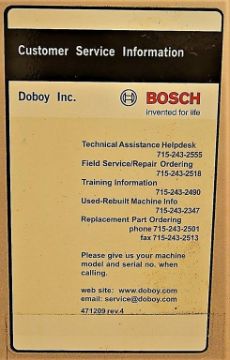 Customer Service Information
Doboy Inc.
BOSCH
invented for life
Technical Assistance Helpdesk
715-243-2555
Field Service/Repair Ordering
715-243-2518
Training information
715-243-2490
Used-Rebuilt Machine Info
715-243-2347
Replacement Part Ordering
phone 715-243-2501
fax 715-243-2513
Please give us your machine
model and serial no. when
calling.
web site: www.doboy.com
email: service@doboy.com
471209 rev.4